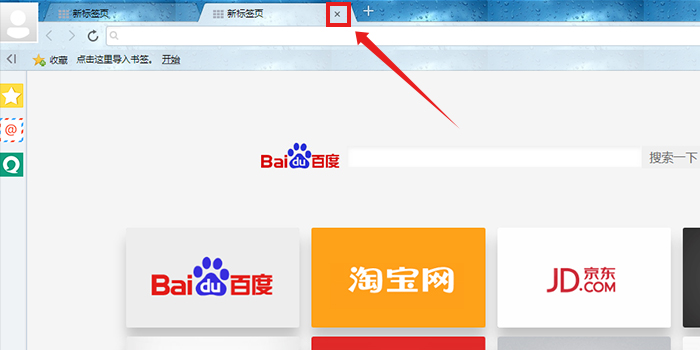 新标签页
新标签页
收藏
点击这里导入书签。
开始
@
Bai du 百度
搜索一下
Bai du 百度
淘宝网
JD 京东
.COM